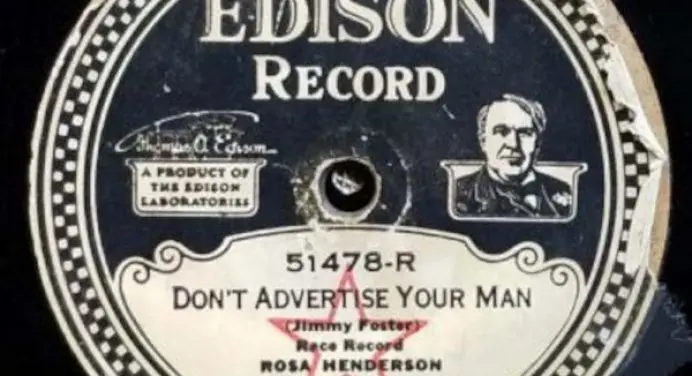 EDISON
RECORD
Thomas A. Edison
A PRODUCT OF
THE EDISON
LABORATORIES
51478-R
DON'T ADVERTISE YOUR MAN
(Jimmy Foster)
Race Record
ROSA HENDERSON